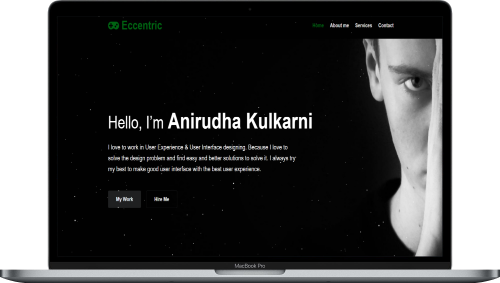 Eccentric
Home About me Services Contact
Hello, I'm Anirudha Kulkarni
I love to work in User Experience & User Interface designing. Because I love to
solve the design problem and find easy and better solutions to solve it. I always try
my best to make good user interface with the best user experience.
My Work Hire Me
MacBook Pro